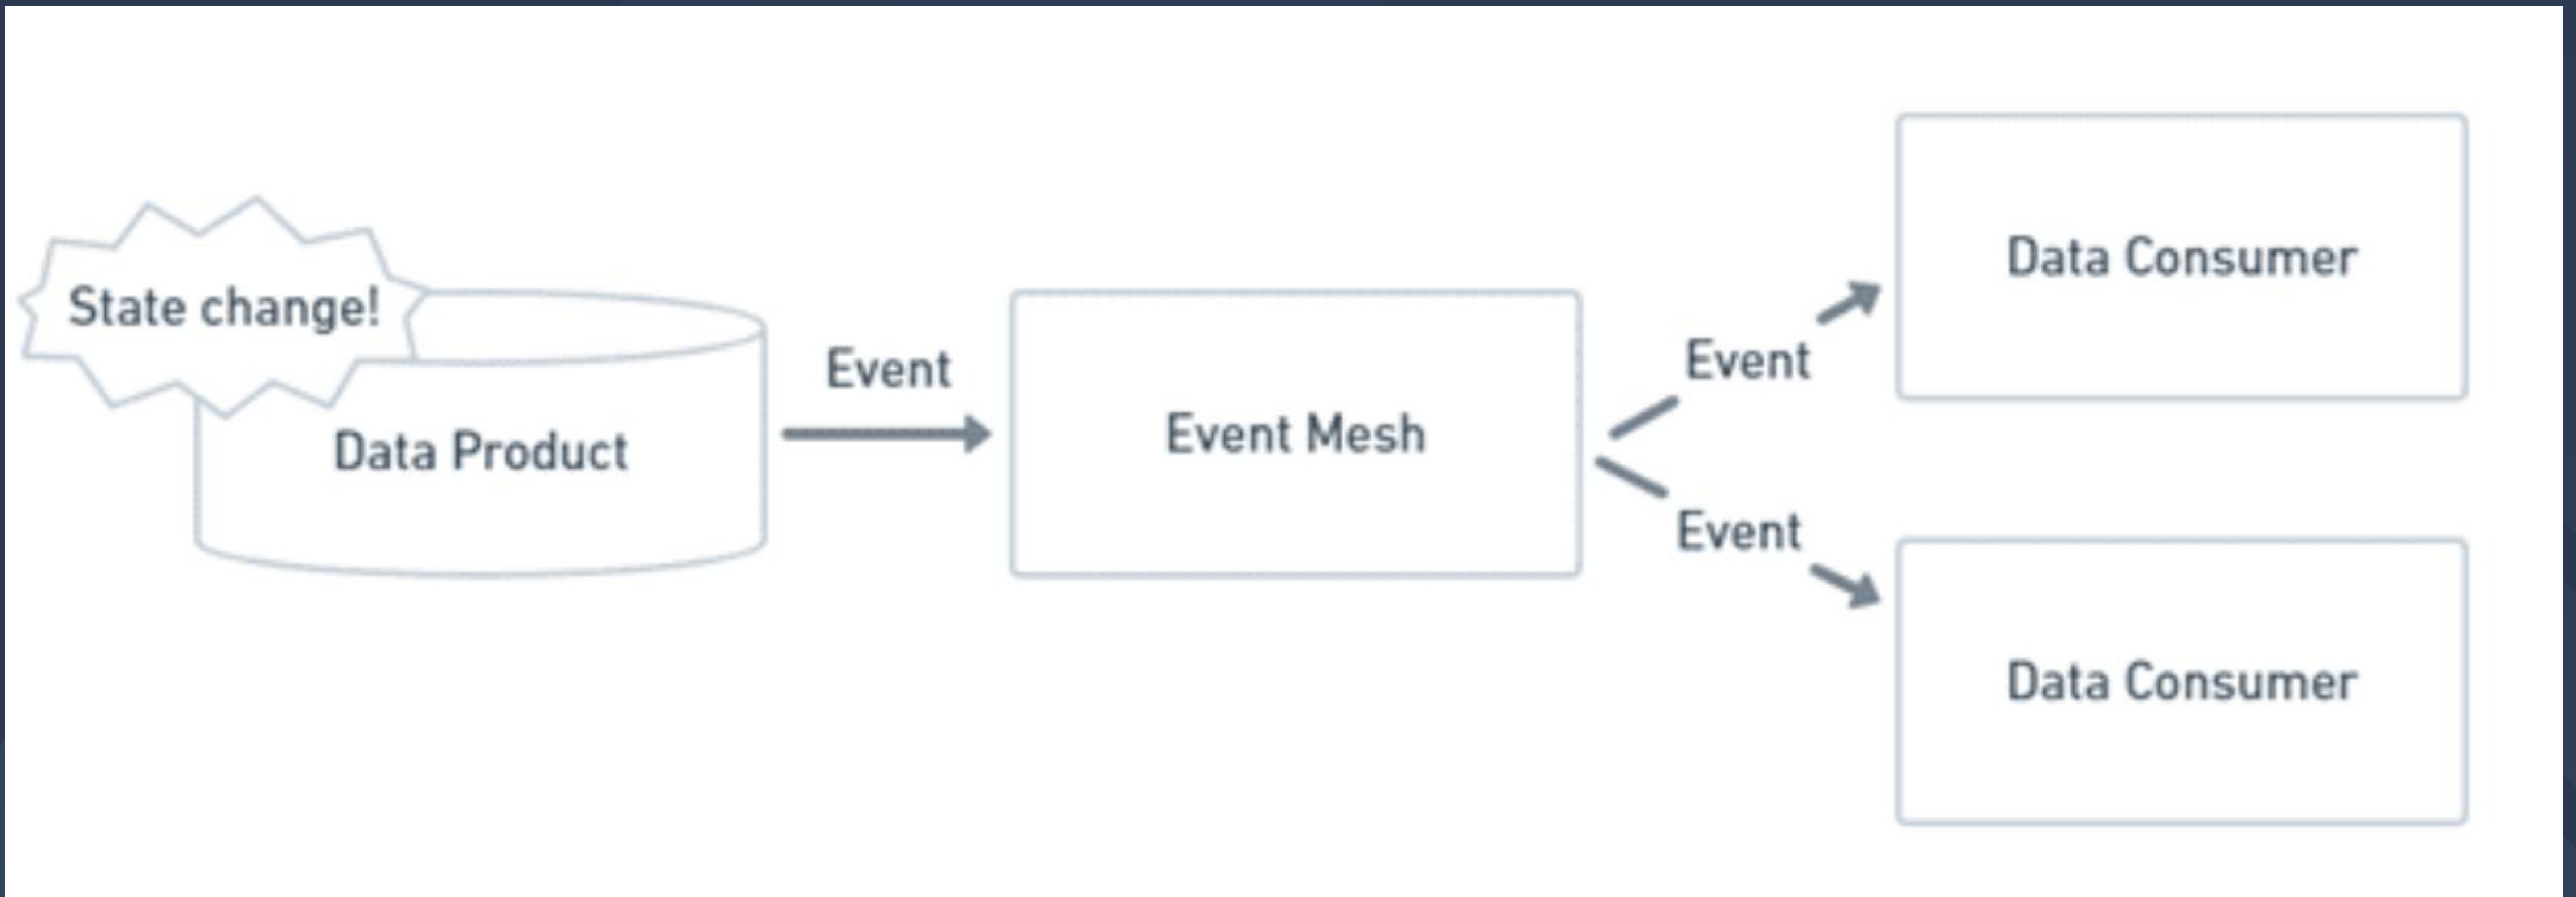 State change!
Data Product
Event
Event Mesh
Event
Event
Data Consumer
Data Consumer